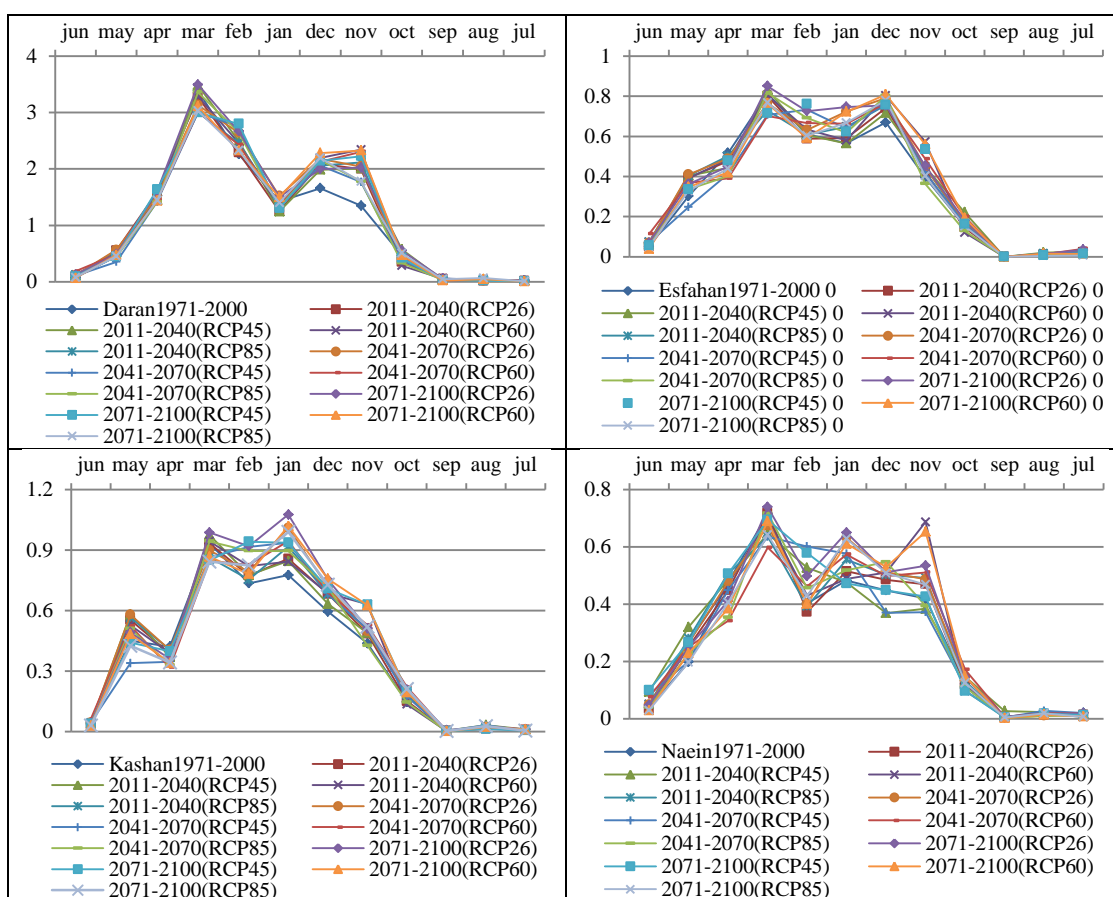 jun may apr mar feb jan dec nov oct sep aug jul
4
3
2
1
0
Daran1971-2000 2011-2040(RCP26)
2011-2040(RCP45) 2011-2040(RCP60)
2011-2040(RCP85) 2041-2070(RCP26)
2041-2070(RCP45) 2041-2070(RCP60)
2041-2070(RCP85) 2071-2100(RCP26)
2071-2100(RCP45) 2071-2100(RCP60)
2071-2100(RCP85)
jun may apr mar feb jan dec nov oct sep aug jul
1
0.8
0.6
0.4
0.2
0
Esfahan1971-2000 0 2011-2040(RCP26) 0
2011-2040(RCP45) 0 2011-2040(RCP60) 0
2011-2040(RCP85) 0 2041-2070(RCP26) 0
2041-2070(RCP45) 0 2041-2070(RCP60) 0
2041-2070(RCP85) 0 2071-2100(RCP26) 0
2071-2100(RCP45) 0 2071-2100(RCP60) 0
2071-2100(RCP85) 0
jun may apr mar feb jan dec nov oct sep aug jul
1.2
0.9
0.6
0.3
0
Kashan1971-2000 2011-2040(RCP26)
2011-2040(RCP45) 2011-2040(RCP60)
2011-2040(RCP85) 2041-2070(RCP26)
2041-2070(RCP45) 2041-2070(RCP60)
2041-2070(RCP85) 2071-2100(RCP26)
2071-2100(RCP45) 2071-2100(RCP60)
2071-2100(RCP85)
jun may apr mar feb jan dec nov oct sep aug jul
0.8
0.6
0.4
0.2
0
Naein1971-2000 2011-2040(RCP26)
2011-2040(RCP45) 2011-2040(RCP60)
2011-2040(RCP85) 2041-2070(RCP26)
2041-2070(RCP45) 2041-2070(RCP60)
2041-2070(RCP85) 2071-2100(RCP26)
2071-2100(RCP45) 2071-2100(RCP60)
2071-2100(RCP85)